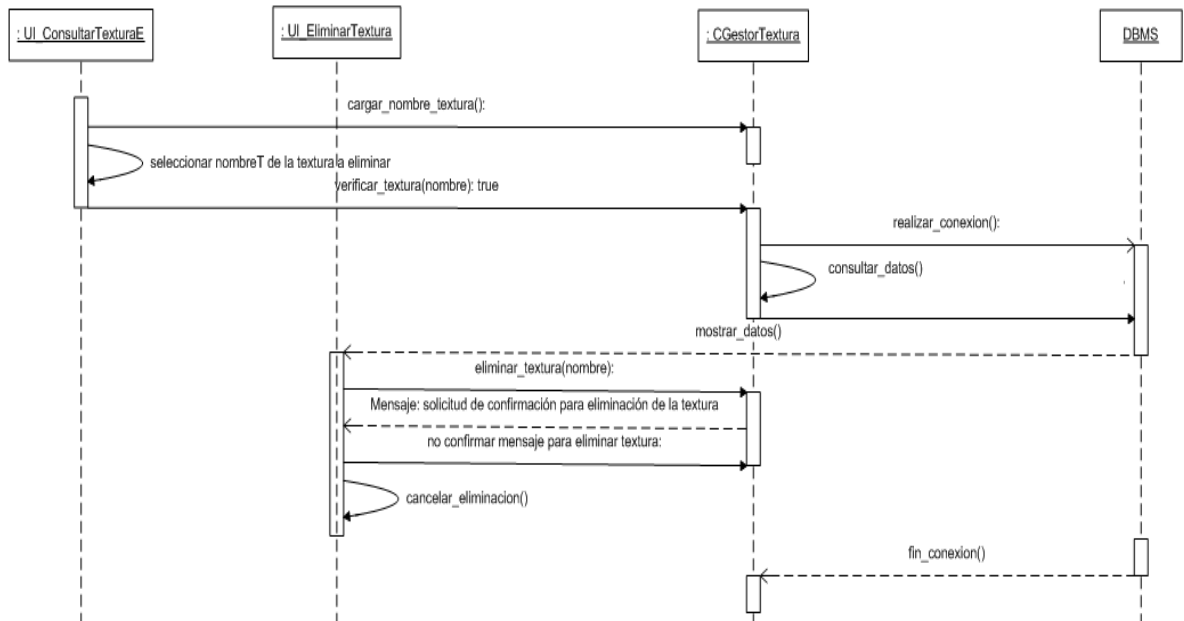 : UI_ConsultarTexturaE
: UI_EliminarTextura
: CGestorTextura
DBMS
cargar_nombre_textura():
seleccionar nombreT de la textura a eliminar
verificar_textura(nombre): true
realizar_conexion():
consultar_datos()
mostrar_datos()
eliminar_textura(nombre):
Mensaje: solicitud de confirmación para eliminación de la textura
no confirmar mensaje para eliminar textura:
cancelar_eliminacion()
fin_conexion()